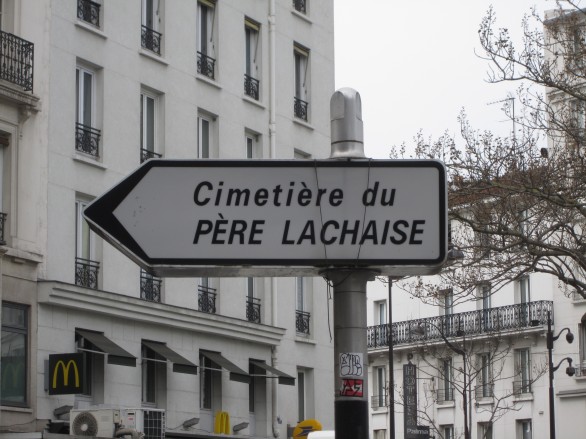 Cimetière du
PÈRE LACHAISE